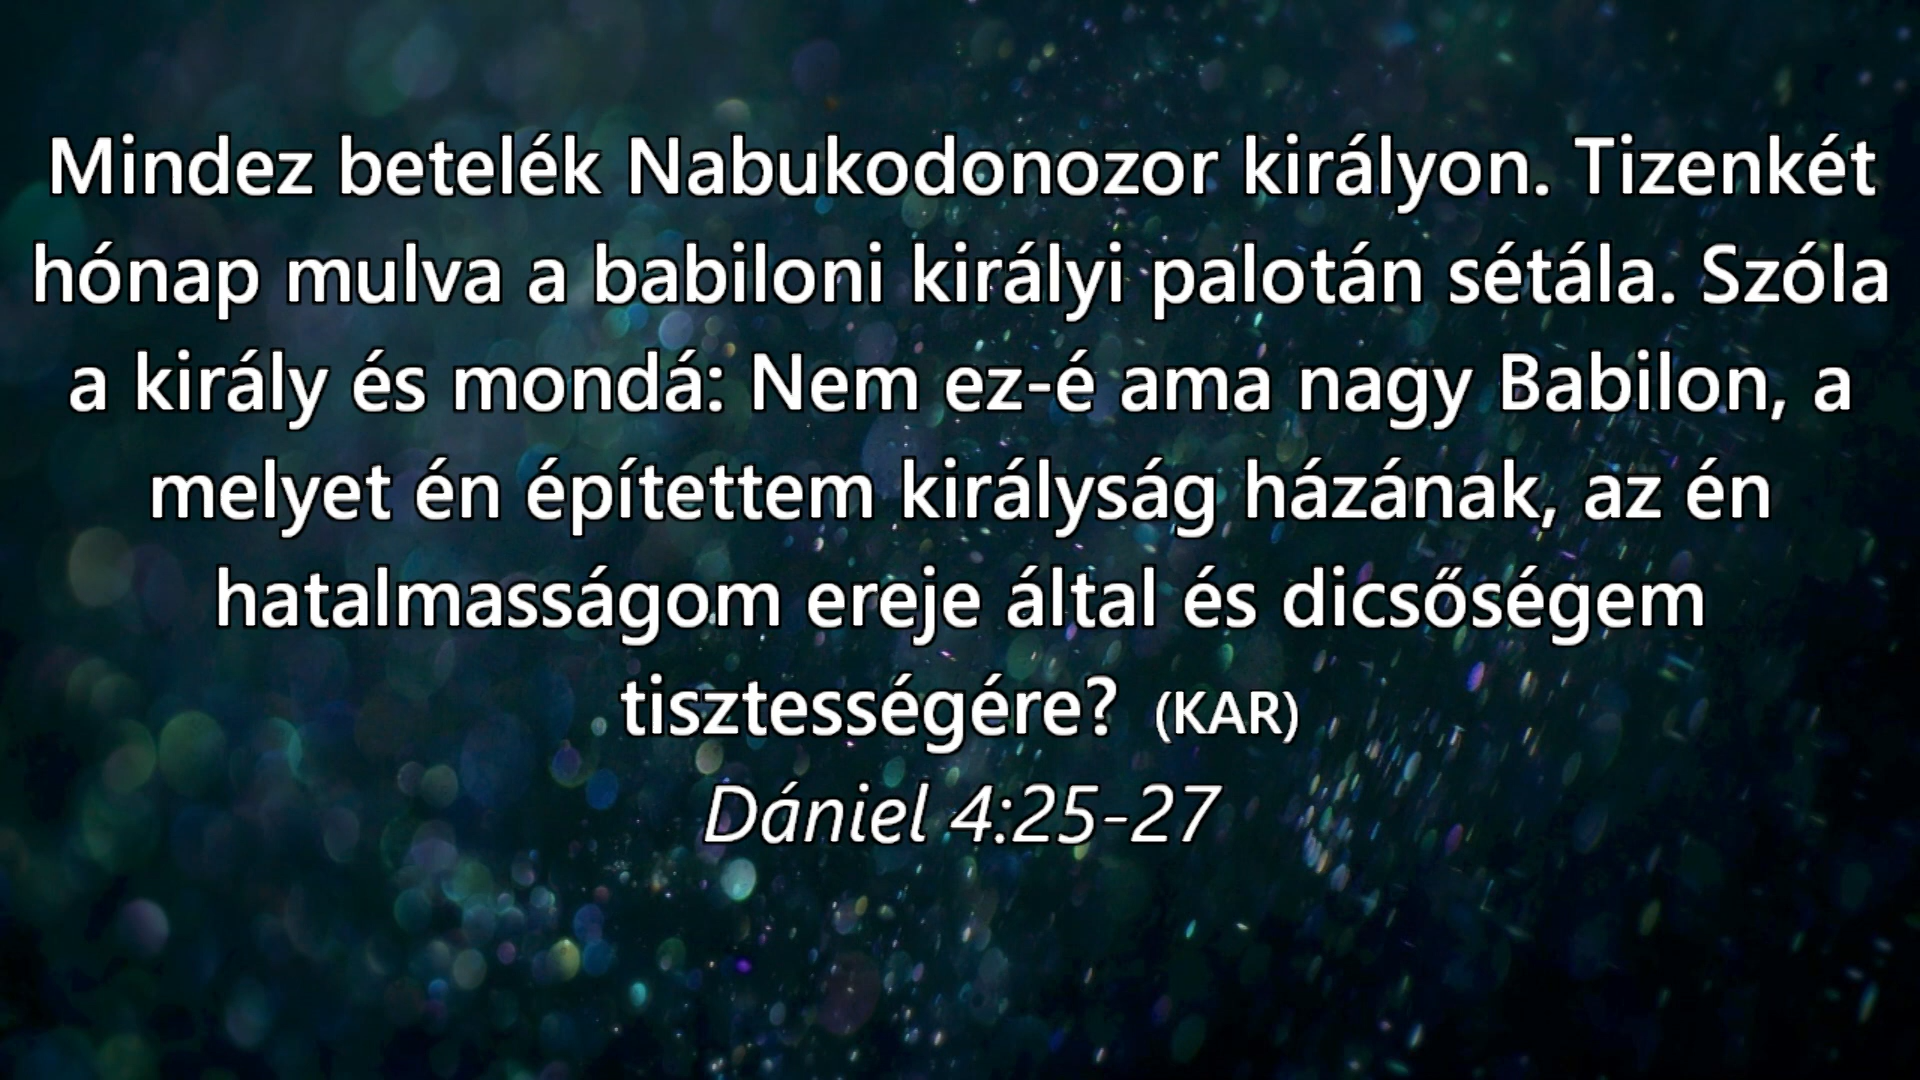 Mindez betelék Nabukodonozor királyon. Tizenkét
hónap mulva a babiloni királyi palotán sétála. Szóla
a király és mondá: Nem ez-é ama nagy Babilon, a
melyet én építettem királyság házának, az én
hatalmasságom ereje által és dicsőségem
tisztességére? (KAR)
Dániel 4:25-27